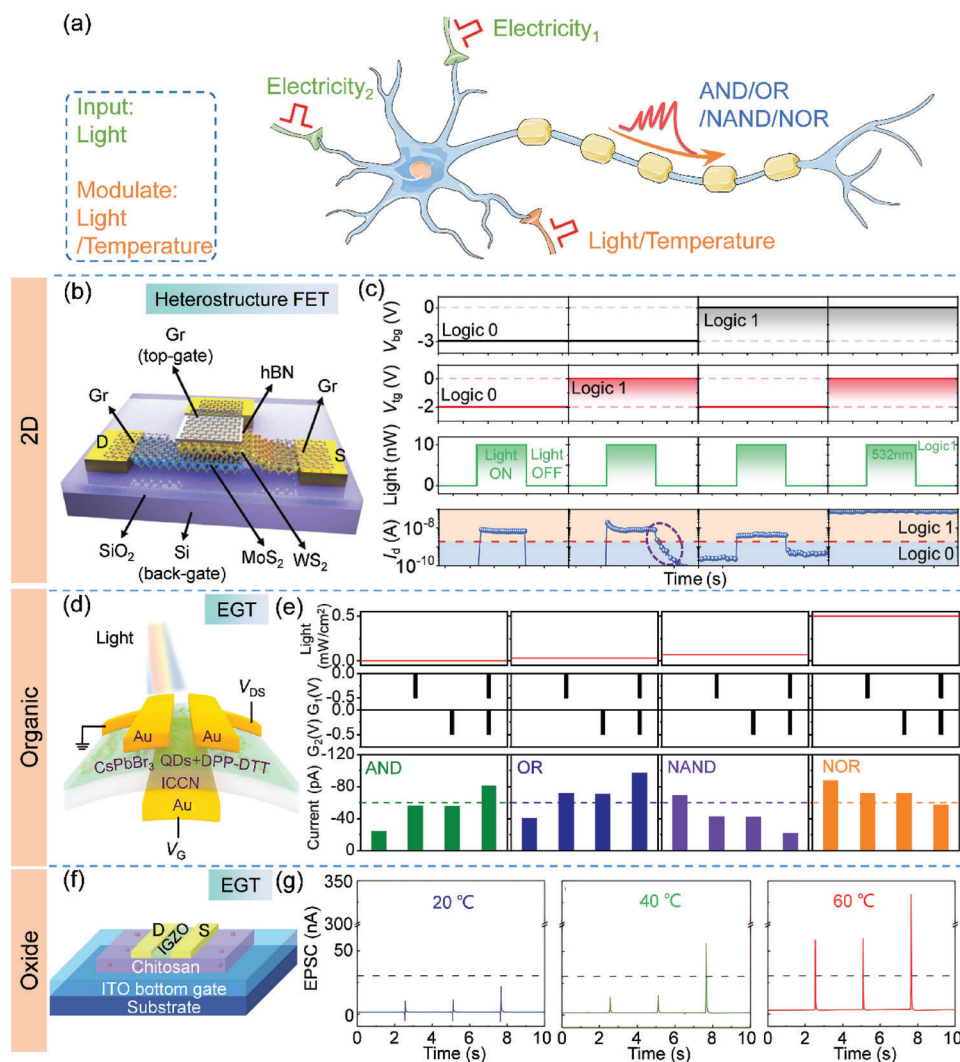 (a)
Electricity₁
Electricity₂
Input:
Light
Modulate:
Light
/Temperature
AND/OR
/NAND/NOR
Light/Temperature
2D
(b)
Heterostructure FET
Gr
(top-gate)
hBN
Gr
Gr
D
S
SiO₂
Si
(back-gate)
MoS₂
WS₂
(c)
V_bg (V)
0
-3
Logic 0
Logic 1
V_tg (V)
0
-2
Logic 0
Logic 1
Light (nW)
10
0
Light
ON
Light
OFF
532nm
Logic1
I_d (A)
10⁻⁸
10⁻¹⁰
Logic 1
Logic 0
Time (s)
Organic
(d)
EGT
Light
V_DS
Au
Au
CsPbBr₃ QDs+DPP-DTT
ICCN
Au
V_G
(e)
Light
(mW/cm²)
0.5
0.0
G₁(V)
0.0
-0.5
G₂(V)
0.0
-0.5
Current (pA)
-120
-80
-40
0
AND
OR
NAND
NOR
Oxide
(f)
EGT
D
S
IGZO
Chitosan
ITO bottom gate
Substrate
(g)
EPSC (nA)
350
300
50
0
20 ℃
40 ℃
60 ℃
0 2 4 6 8 10
0 2 4 6 8 10
0 2 4 6 8 10
Time (s)
Time (s)
Time (s)